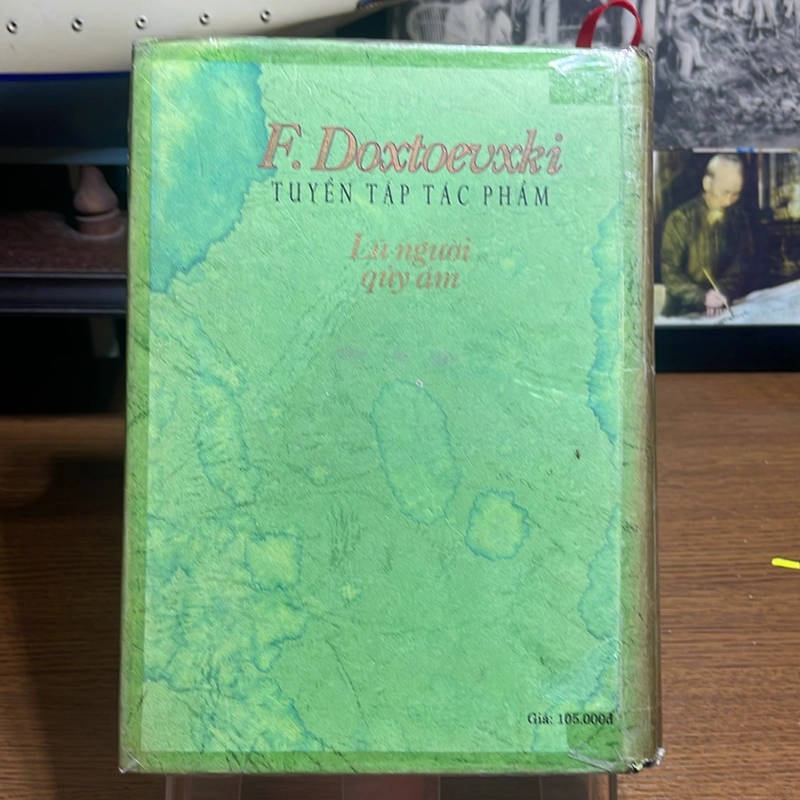 F. Doxtoevxki
TUYỂN TẬP TÁC PHẨM
Lũ người
quỷ ám
Giá: 105.000đ